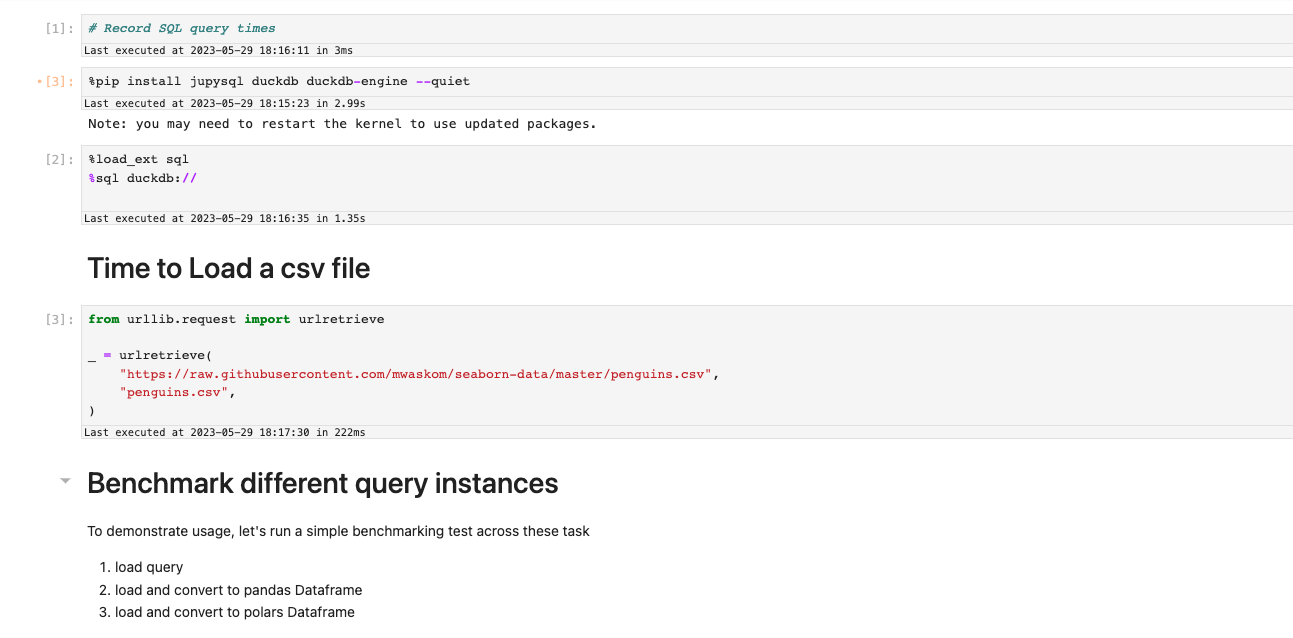 [1]: # Record SQL query times
Last executed at 2023-05-29 18:16:11 in 3ms
•[3]: %pip install jupysql duckdb duckdb-engine --quiet
Last executed at 2023-05-29 18:15:23 in 2.99s
Note: you may need to restart the kernel to use updated packages.
[2]: %load_ext sql
%sql duckdb://
Last executed at 2023-05-29 18:16:35 in 1.35s
Time to Load a csv file
[3]: from urllib.request import urlretrieve
_ = urlretrieve(
"https://raw.githubusercontent.com/mwaskom/seaborn-data/master/penguins.csv",
"penguins.csv",
)
Last executed at 2023-05-29 18:17:30 in 222ms
Benchmark different query instances
To demonstrate usage, let's run a simple benchmarking test across these task
1. load query
2. load and convert to pandas Dataframe
3. load and convert to polars Dataframe